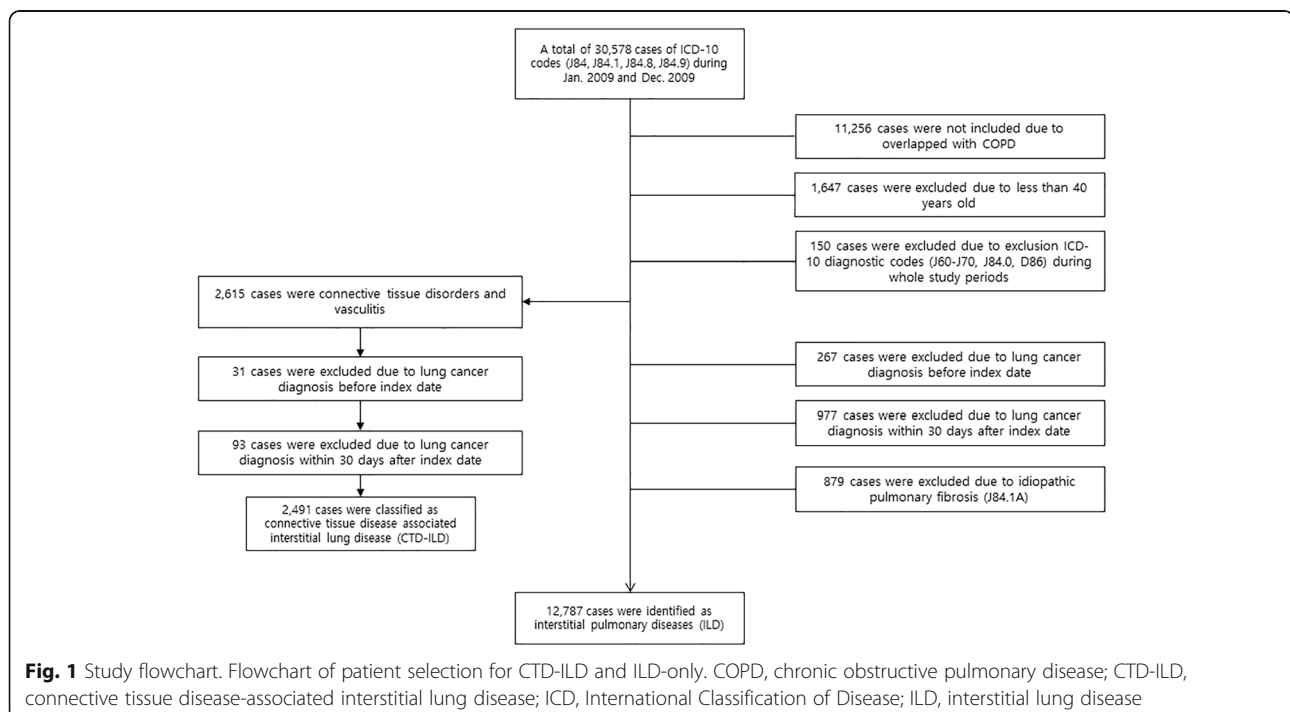 A total of 30,578 cases of ICD-10
codes (J84, J84.1, J84.8, J84.9) during
Jan. 2009 and Dec. 2009
11,256 cases were not included due to
overlapped with COPD
1,647 cases were excluded due to less than 40
years old
150 cases were excluded due to exclusion ICD-
10 diagnostic codes (J60-J70, J84.0, D86) during
whole study periods
2,615 cases were connective tissue disorders and
vasculitis
31 cases were excluded due to lung cancer
diagnosis before index date
93 cases were excluded due to lung cancer
diagnosis within 30 days after index date
2,491 cases were classified as
connective tissue disease associated
interstitial lung disease (CTD-ILD)
267 cases were excluded due to lung cancer
diagnosis before index date
977 cases were excluded due to lung cancer
diagnosis within 30 days after index date
879 cases were excluded due to idiopathic
pulmonary fibrosis (J84.1A)
12,787 cases were identified as
interstitial pulmonary diseases (ILD)
Fig. 1 Study flowchart. Flowchart of patient selection for CTD-ILD and ILD-only. COPD, chronic obstructive pulmonary disease; CTD-ILD,
connective tissue disease-associated interstitial lung disease; ICD, International Classification of Disease; ILD, interstitial lung disease